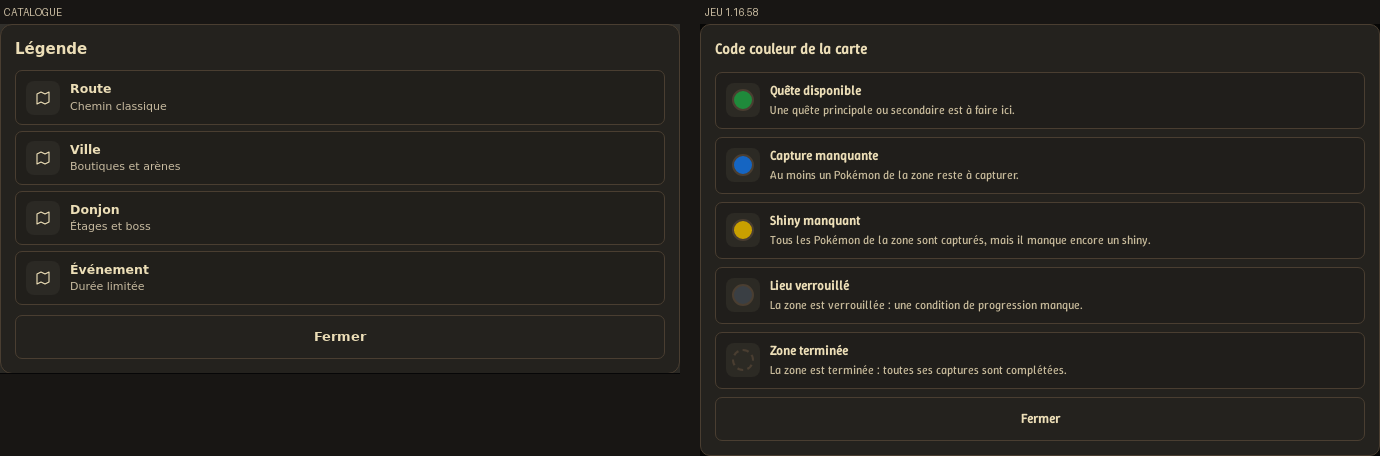 CATALOGUE
Légende
Route
Chemin classique
Ville
Boutiques et arènes
Donjon
Étages et boss
Événement
Durée limitée
Fermer
JEU 1.16.58
Code couleur de la carte
Quête disponible
Une quête principale ou secondaire est à faire ici.
Capture manquante
Au moins un Pokémon de la zone reste à capturer.
Shiny manquant
Tous les Pokémon de la zone sont capturés, mais il manque encore un shiny.
Lieu verrouillé
La zone est verrouillée : une condition de progression manque.
Zone terminée
La zone est terminée : toutes ses captures sont complétées.
Fermer